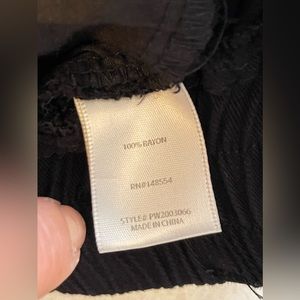 100% RAYON
RN#148554
STYLE# PW2003066
MADE IN CHINA